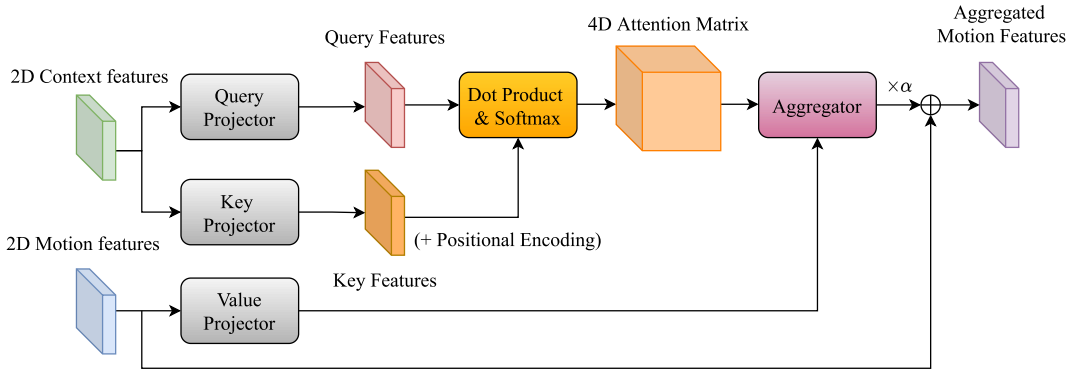 Aggregated
Motion Features
4D Attention Matrix
Query Features
2D Context features
Query
Projector
Dot Product
& Softmax
Aggregator
×α
Key
Projector
(+ Positional Encoding)
2D Motion features
Key Features
Value
Projector